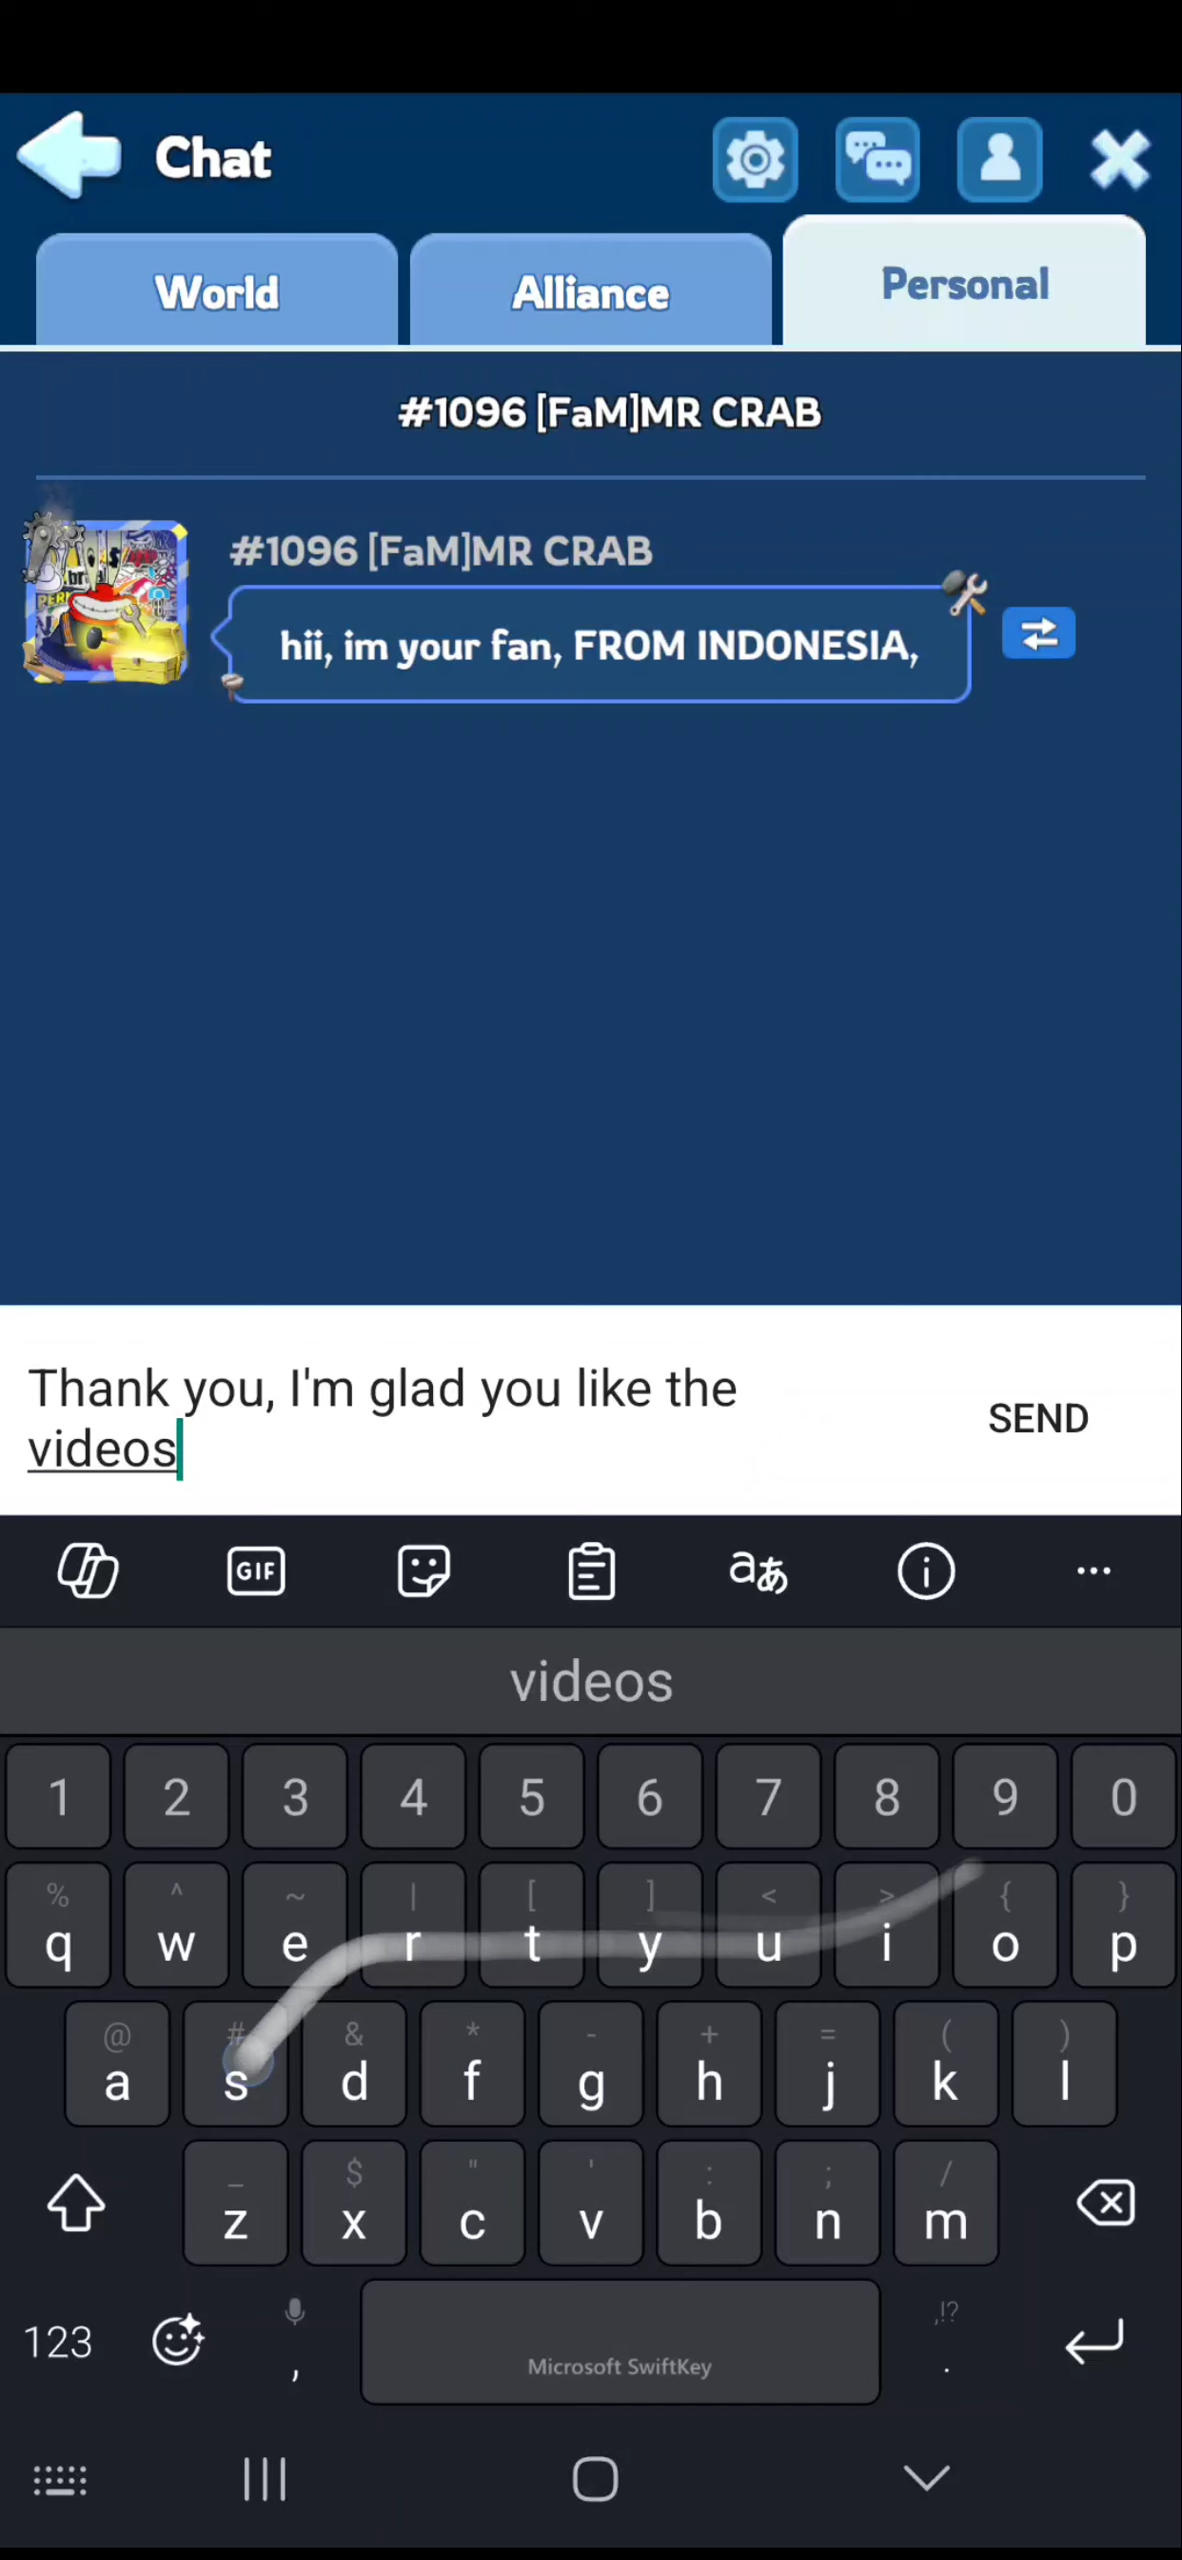 Chat
World
Alliance
Personal
#1096 [FaM]MR CRAB
#1096 [FaM]MR CRAB
hii, im your fan, FROM INDONESIA,
Thank you, I'm glad you like the
videos
SEND
GIF
aあ
videos
1 2 3 4 5 6 7 8 9 0
% ^ ~ | [ ] < > { }
q w e r t y u i o p
@ # & * - + = ( )
a s d f g h j k l
_ $ " ' : ; /
z x c v b n m
,!?
123 , Microsoft SwiftKey .